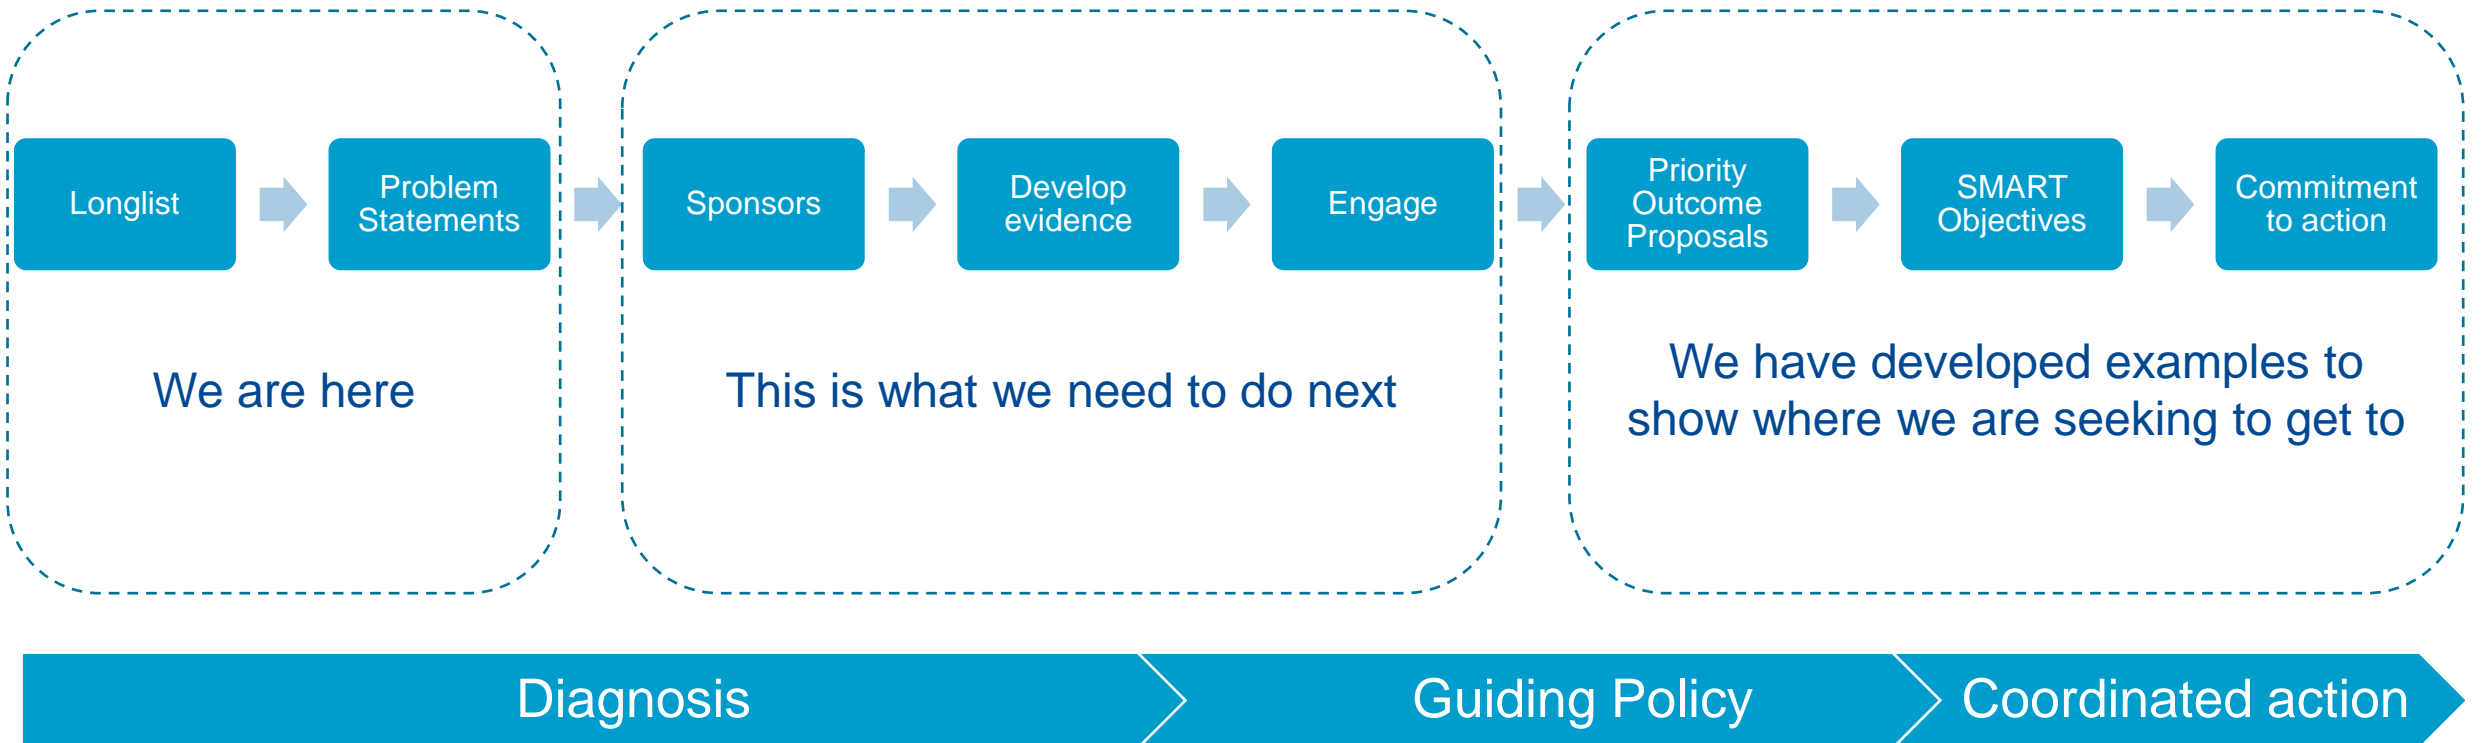 Longlist
Problem
Statements
Sponsors
Develop
evidence
Engage
Priority
Outcome
Proposals
SMART
Objectives
Commitment
to action
We are here
This is what we need to do next
We have developed examples to
show where we are seeking to get to
Diagnosis
Guiding Policy
Coordinated action